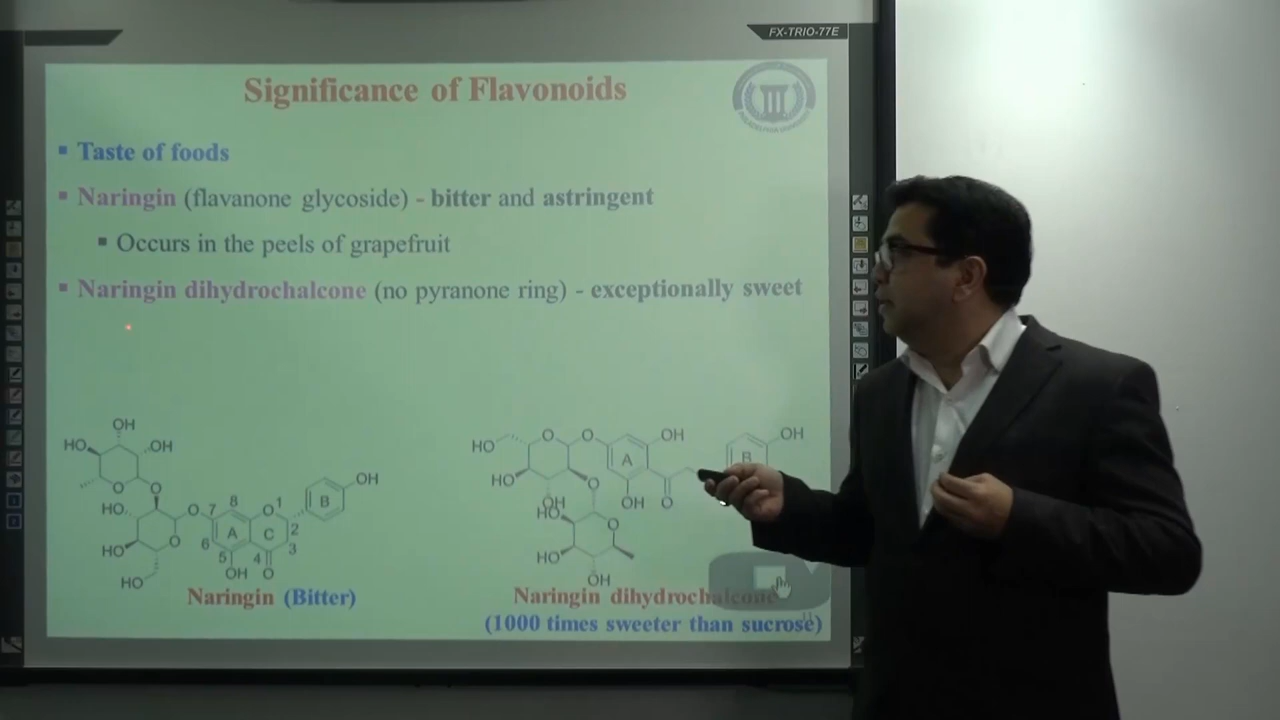 FX-TRIO-77E
Significance of Flavonoids
▪ Taste of foods
▪ Naringin (flavanone glycoside) - bitter and astringent
▪ Occurs in the peels of grapefruit
▪ Naringin dihydrochalcone (no pyranone ring) - exceptionally sweet
OH
HO OH
O O
HO O 7 8 O 1 B OH
HO O 6 A C 2
5 4 3
HO OH O
Naringin (Bitter)
HO O O OH OH
A B
HO O
OH OH O
HO O
HO
OH
Naringin dihydrochalcone
(1000 times sweeter than sucrose)
11